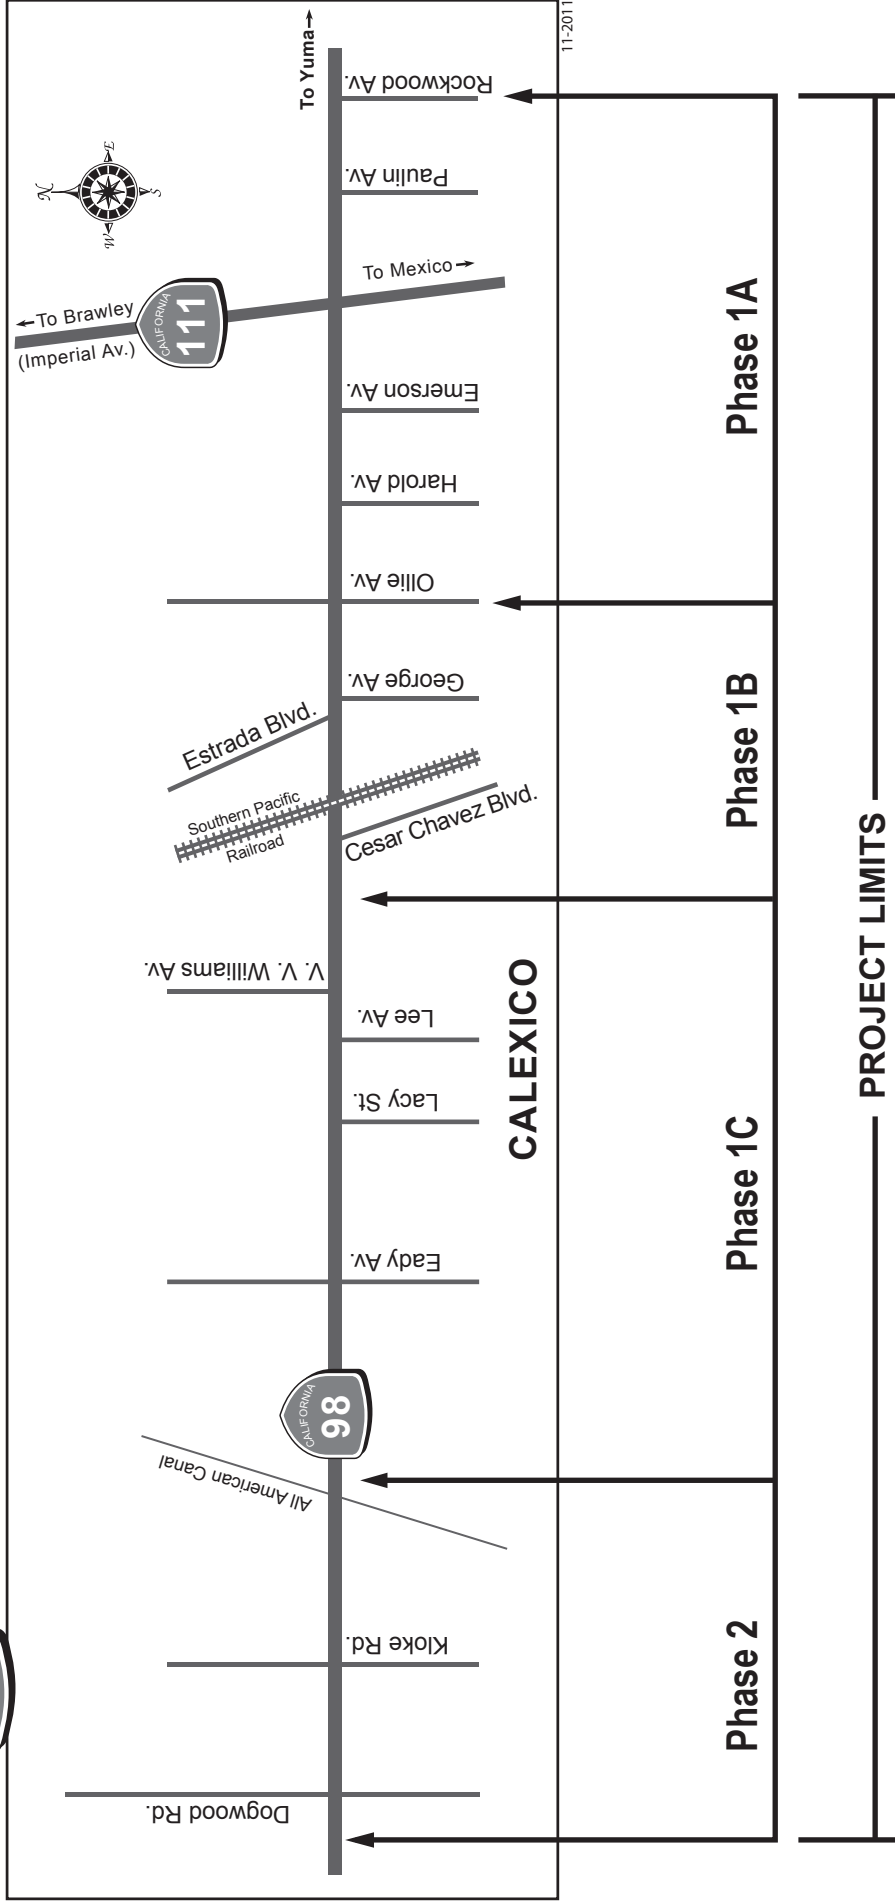 11-2011
To Yuma→
Rockwood Av.
Paulin Av.
N
E
S
W
←To Brawley
(Imperial Av.)
CALIFORNIA
111
To Mexico→
Emerson Av.
Harold Av.
Ollie Av.
George Av.
Estrada Blvd.
Southern Pacific
Railroad
Cesar Chavez Blvd.
V. V. Williams Av.
Lee Av.
Lacy St.
CALEXICO
Eady Av.
CALIFORNIA
98
All American Canal
Kloke Rd.
Dogwood Rd.
Phase 2
Phase 1C
Phase 1B
Phase 1A
PROJECT LIMITS